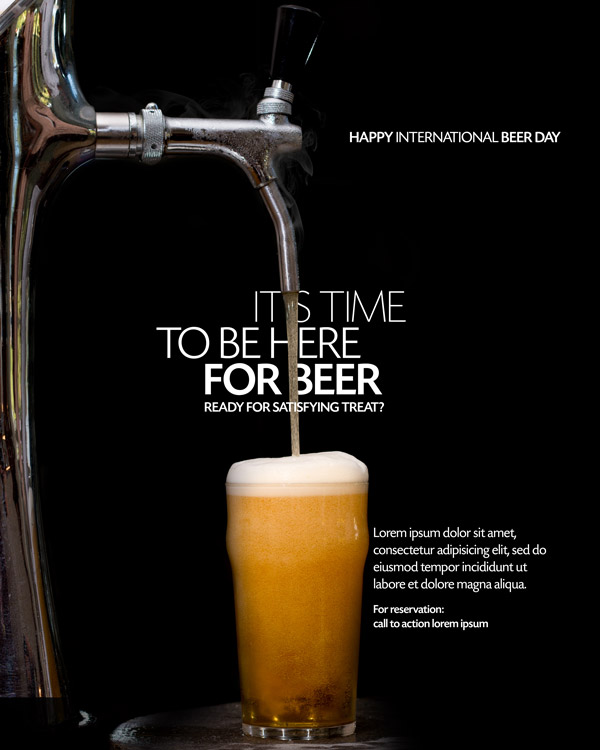 HAPPY INTERNATIONAL BEER DAY
IT'S TIME
TO BE HERE
FOR BEER
READY FOR SATISFYING TREAT?
Lorem ipsum dolor sit amet,
consectetur adipisicing elit, sed do
eiusmod tempor incididunt ut
labore et dolore magna aliqua.
For reservation:
call to action lorem ipsum